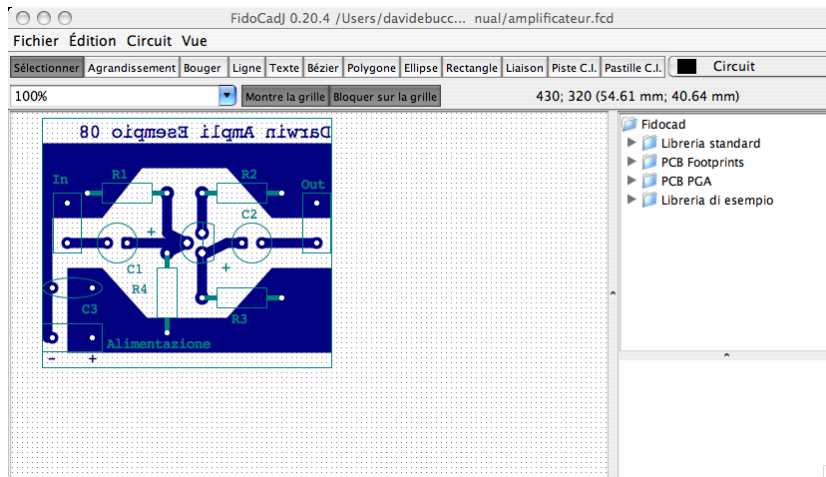 FidoCadJ 0.20.4 /Users/davidebucc... nual/amplificateur.fcd
Fichier Édition Circuit Vue
Sélectionner Agrandissement Bouger Ligne Texte Bézier Polygone Ellipse Rectangle Liaison Piste C.I. Pastille C.I. Circuit
100% Montre la grille Bloquer sur la grille 430; 320 (54.61 mm; 40.64 mm)
Fidocad
Libreria standard
PCB Footprints
PCB PGA
Libreria di esempio
Darwin Ampli Esempio 08
In R1 R2 Out
C2
+
C1 +
R4
C3 R3
Alimentazione
- +